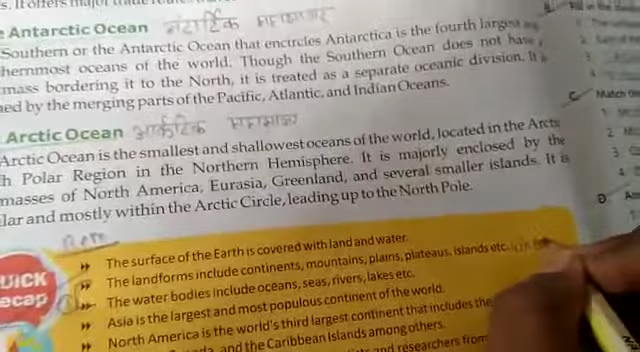 Antarctic Ocean अंटार्टिक महासागर
Southern or the Antarctic Ocean that encircles Antarctica is the fourth largest and
hernmost oceans of the world. Though the Southern Ocean does not have
mass bordering it to the North, it is treated as a separate oceanic division. It is
ed by the merging parts of the Pacific, Atlantic, and Indian Oceans.
C. Match the
Arctic Ocean आर्कटिक महासागर
Arctic Ocean is the smallest and shallowest oceans of the world, located in the Arctic
h Polar Region in the Northern Hemisphere. It is majorly enclosed by the
masses of North America, Eurasia, Greenland, and several smaller islands. It is
lar and mostly within the Arctic Circle, leading up to the North Pole.
D
QUICK
ecap
The surface of the Earth is covered with land and water.
The landforms include continents, mountains, plains, plateaus, islands etc.
The water bodies include oceans, seas, rivers, lakes etc.
Asia is the largest and most populous continent of the world.
North America is the world's third largest continent that includes the
and the Caribbean Islands among others.
and researchers from